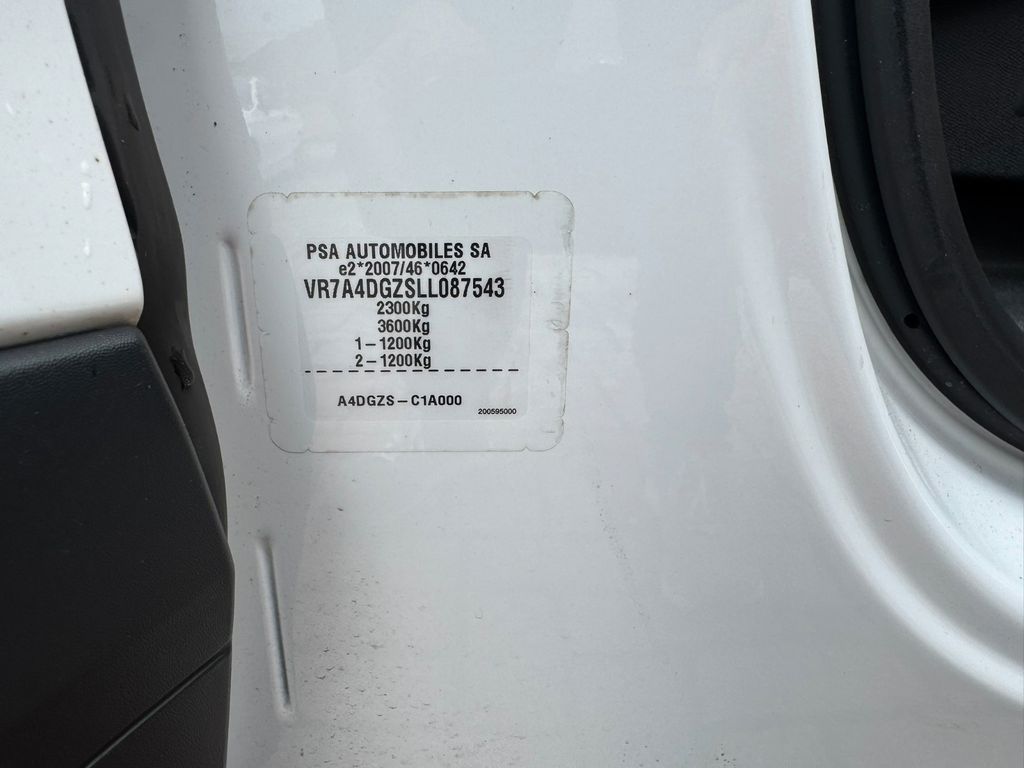 PSA AUTOMOBILES SA
e2*2007/46*0642
VR7A4DGZSLL087543
2300Kg
3600Kg
1-1200Kg
2-1200Kg
A4DGZS-C1A000
200595000